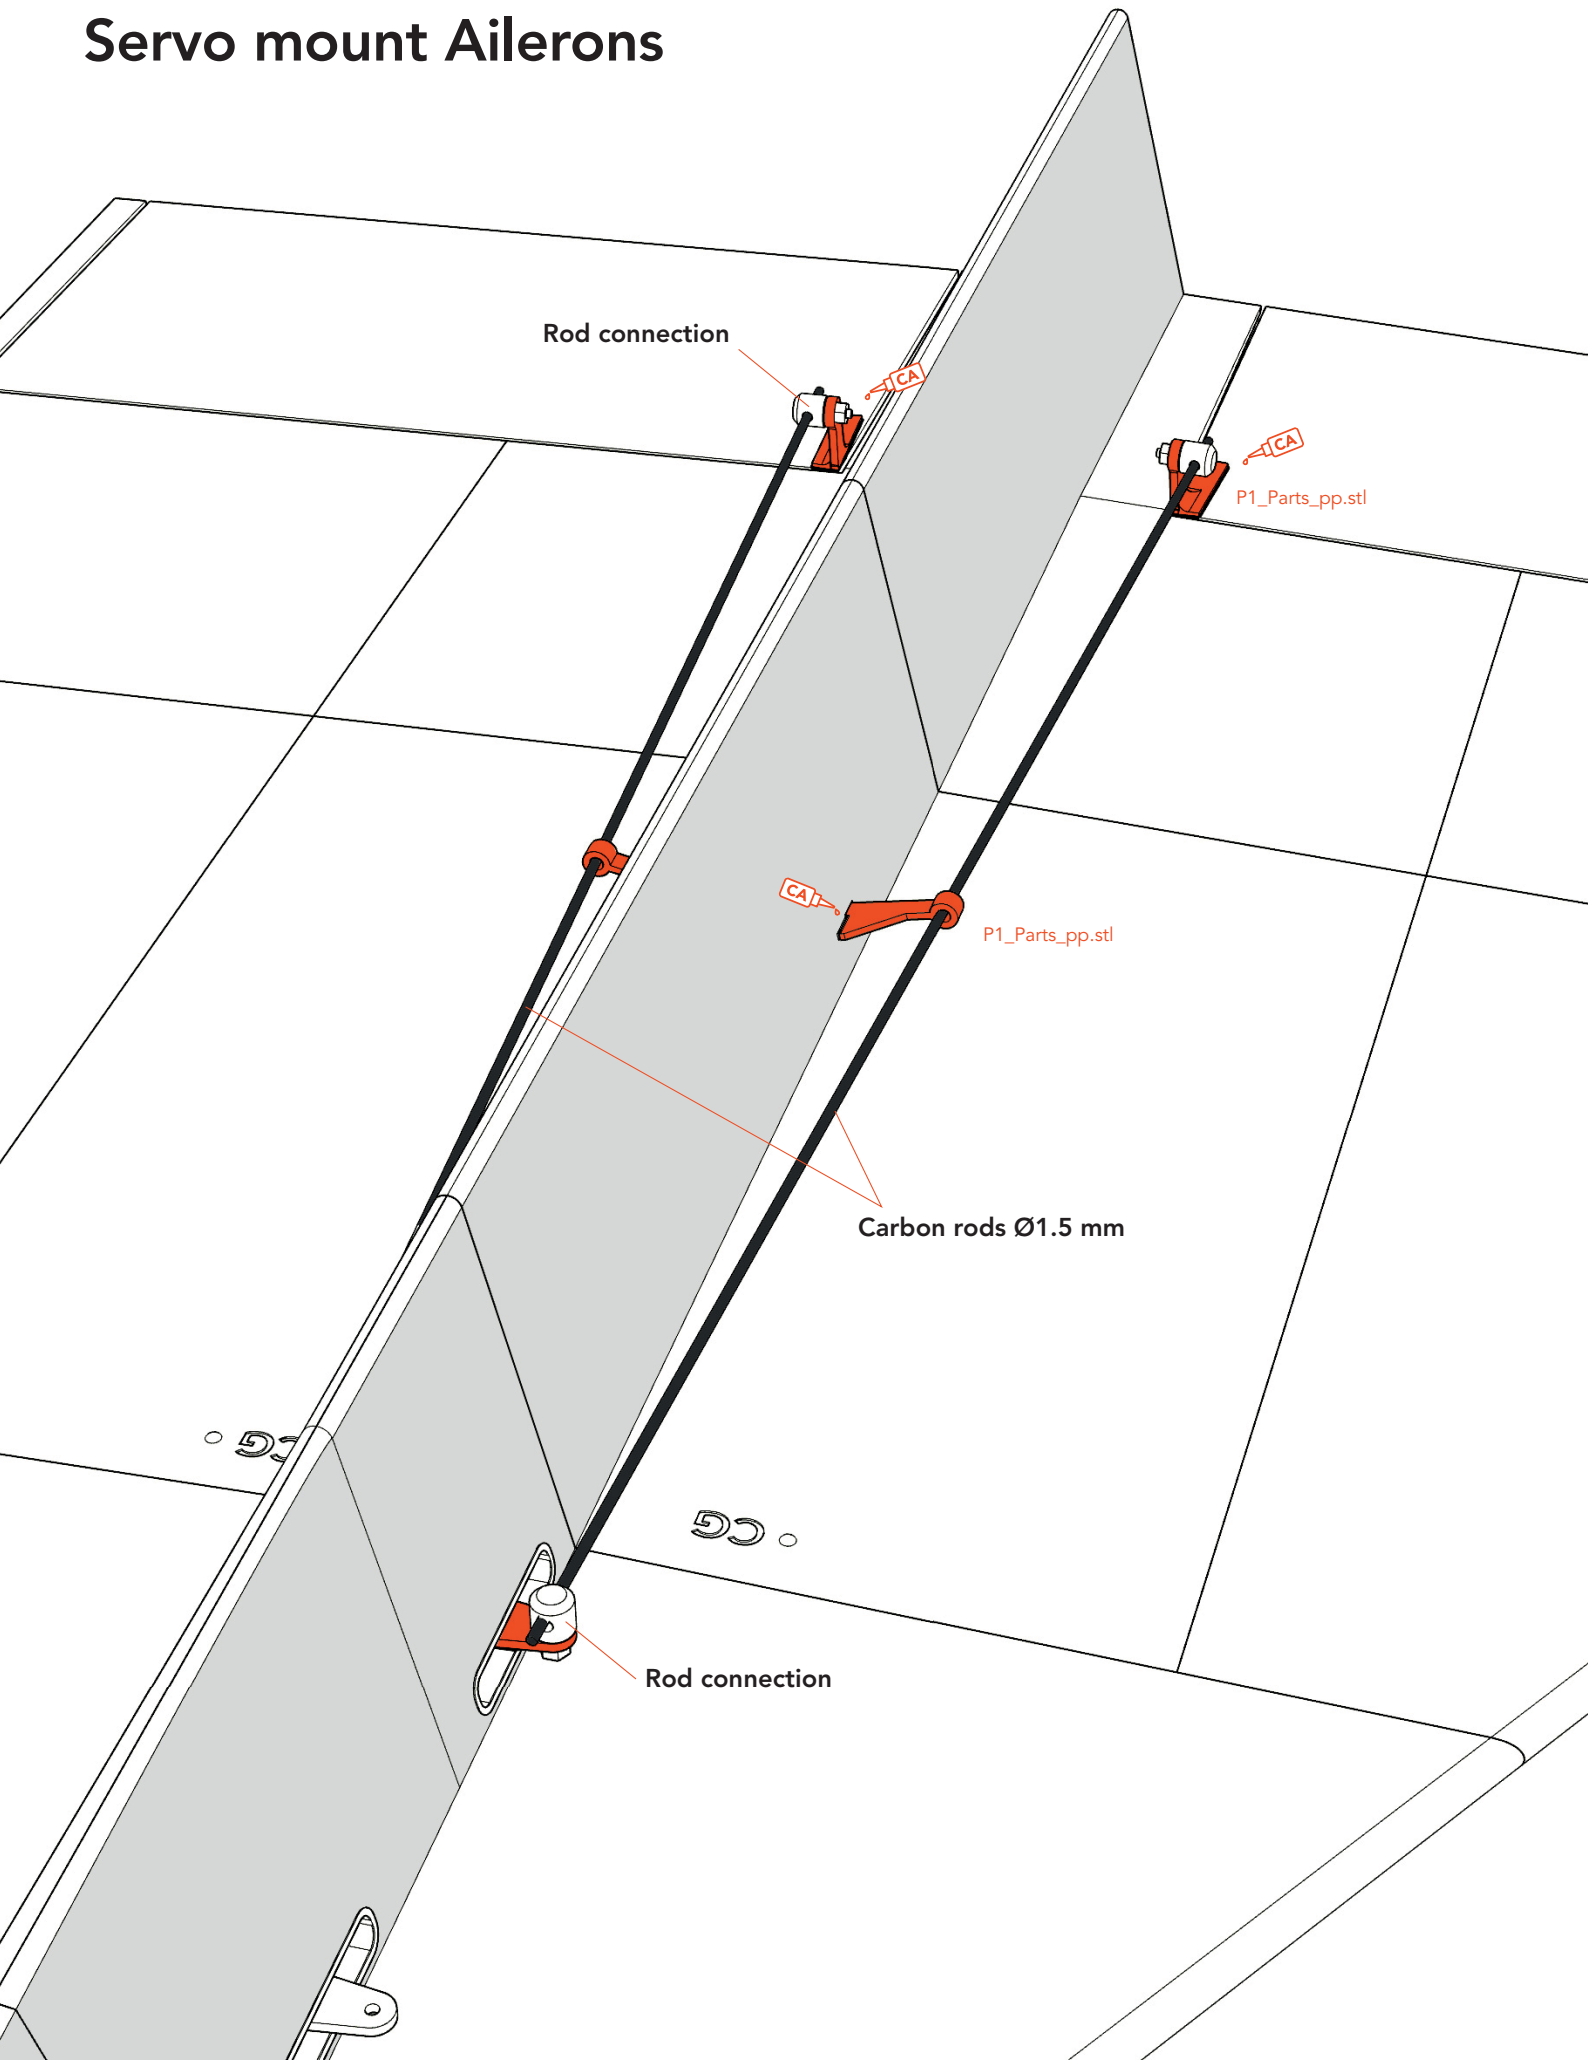 Servo mount Ailerons
Rod connection
CA
CA
P1_Parts_pp.stl
CA
P1_Parts_pp.stl
Carbon rods Ø1.5 mm
CG
CG
Rod connection